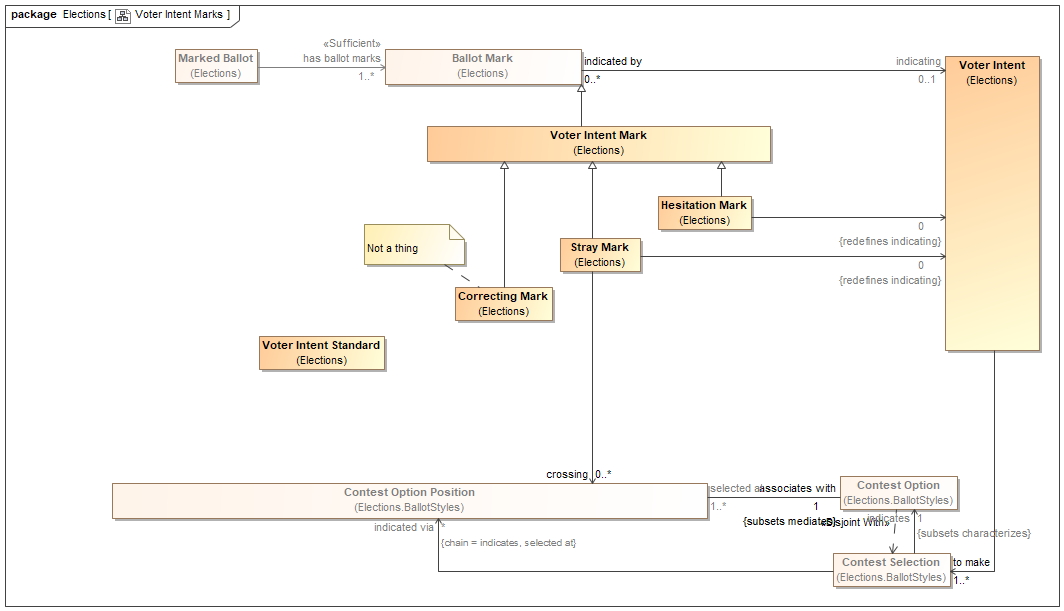 package Elections [ Voter Intent Marks ]
Marked Ballot
(Elections)
«Sufficient»
has ballot marks
1..*
Ballot Mark
(Elections)
indicated by
0..*
indicating
0..1
Voter Intent
(Elections)
Voter Intent Mark
(Elections)
Hesitation Mark
(Elections)
0
{redefines indicating}
Not a thing
Stray Mark
(Elections)
0
{redefines indicating}
Correcting Mark
(Elections)
Voter Intent Standard
(Elections)
crossing
0..*
Contest Option Position
(Elections.BallotStyles)
selected a
associates with
1..*
1
Contest Option
(Elections.BallotStyles)
{subsets mediates}
«Disjoint With»
indicates
1
{subsets characterizes}
indicated via
*
{chain = indicates, selected at}
Contest Selection
(Elections.BallotStyles)
to make
1..*